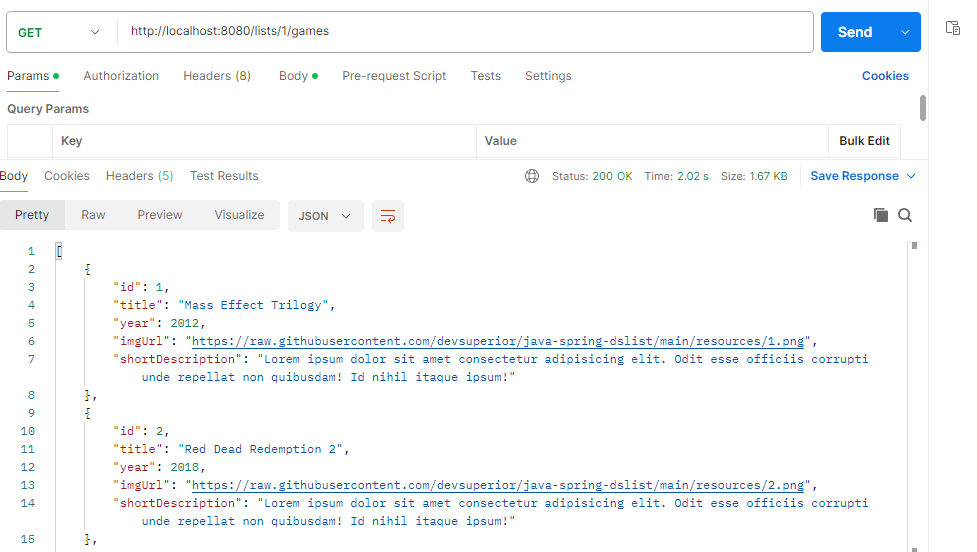 GET http://localhost:8080/lists/1/games Send
Params Authorization Headers (8) Body Pre-request Script Tests Settings Cookies
Query Params
Key Value Bulk Edit
Body Cookies Headers (5) Test Results Status: 200 OK Time: 2.02 s Size: 1.67 KB Save Response
Pretty Raw Preview Visualize JSON
1 [
2 {
3 "id": 1,
4 "title": "Mass Effect Trilogy",
5 "year": 2012,
6 "imgUrl": "https://raw.githubusercontent.com/devsuperior/java-spring-dslist/main/resources/1.png",
7 "shortDescription": "Lorem ipsum dolor sit amet consectetur adipisicing elit. Odit esse officiis corrupti
unde repellat non quibusdam! Id nihil itaque ipsum!"
8 },
9 {
10 "id": 2,
11 "title": "Red Dead Redemption 2",
12 "year": 2018,
13 "imgUrl": "https://raw.githubusercontent.com/devsuperior/java-spring-dslist/main/resources/2.png",
14 "shortDescription": "Lorem ipsum dolor sit amet consectetur adipisicing elit. Odit esse officiis corrupti
unde repellat non quibusdam! Id nihil itaque ipsum!"
15 },